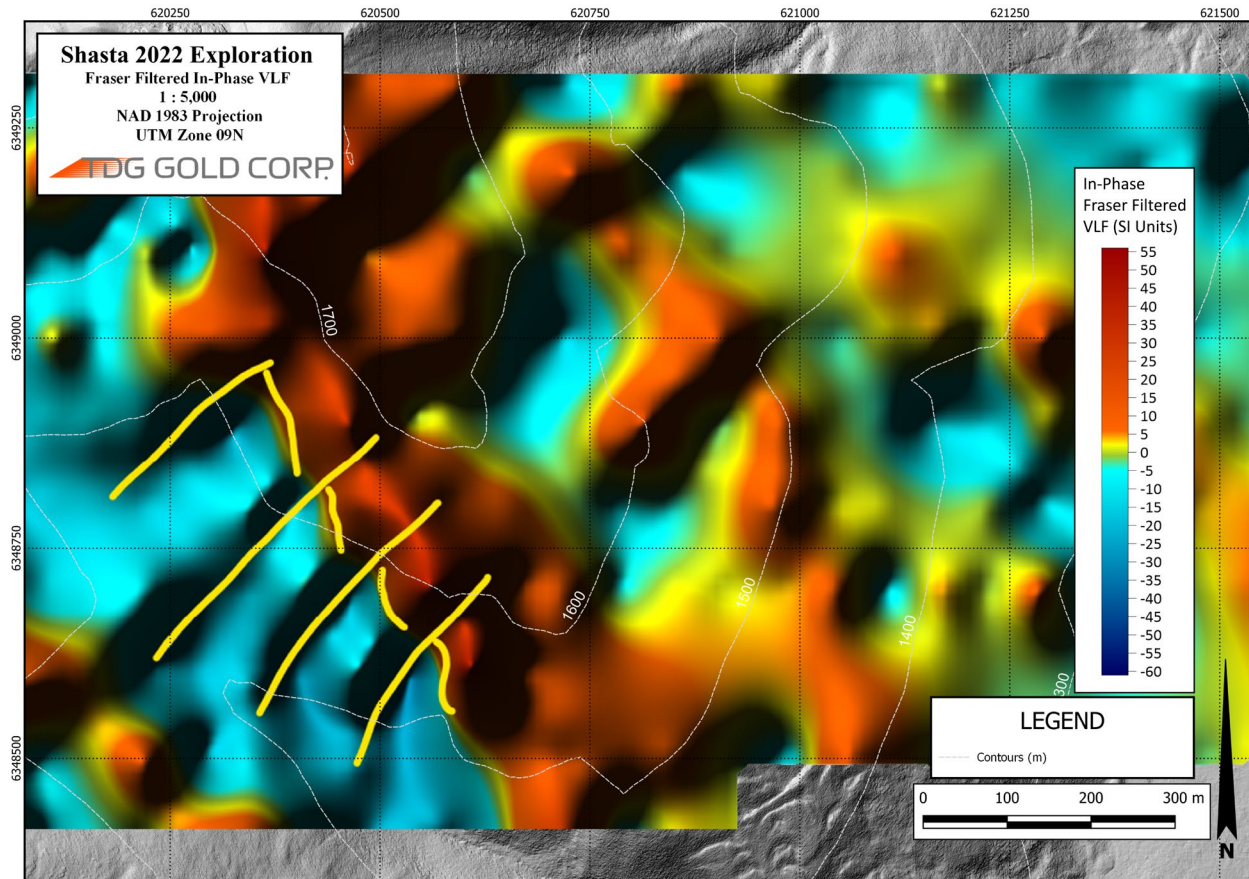 620250 620500 620750 621000 621250 621500
Shasta 2022 Exploration
Fraser Filtered In-Phase VLF
1 : 5,000
NAD 1983 Projection
UTM Zone 09N
TDG GOLD CORP.
6349250
6349000
6348750
6348500
1700
1600
1500
1400
300
In-Phase
Fraser Filtered
VLF (SI Units)
55
50
45
40
35
30
25
20
15
10
5
0
-5
-10
-15
-20
-25
-30
-35
-40
-45
-50
-55
-60
LEGEND
Contours (m)
0 100 200 300 m
N